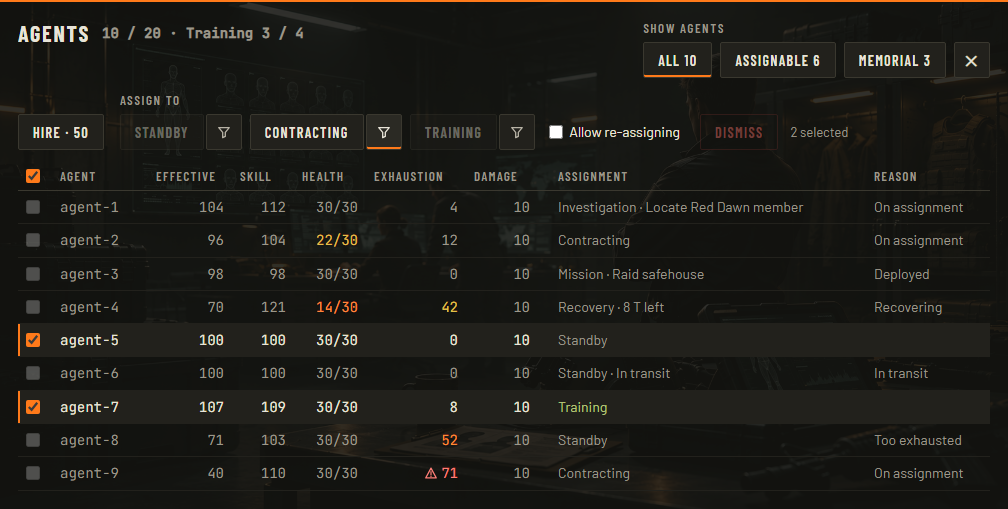 AGENTS 10 / 20 · Training 3 / 4
SHOW AGENTS
ALL 10 ASSIGNABLE 6 MEMORIAL 3 ✕
ASSIGN TO
HIRE · 50 STANDBY CONTRACTING TRAINING Allow re-assigning DISMISS 2 selected
AGENT EFFECTIVE SKILL HEALTH EXHAUSTION DAMAGE ASSIGNMENT REASON
agent-1 104 112 30/30 4 10 Investigation · Locate Red Dawn member On assignment
agent-2 96 104 22/30 12 10 Contracting On assignment
agent-3 98 98 30/30 0 10 Mission · Raid safehouse Deployed
agent-4 70 121 14/30 42 10 Recovery · 8 T left Recovering
agent-5 100 100 30/30 0 10 Standby
agent-6 100 100 30/30 0 10 Standby · In transit In transit
agent-7 107 109 30/30 8 10 Training
agent-8 71 103 30/30 52 10 Standby Too exhausted
agent-9 40 110 30/30 71 10 Contracting On assignment